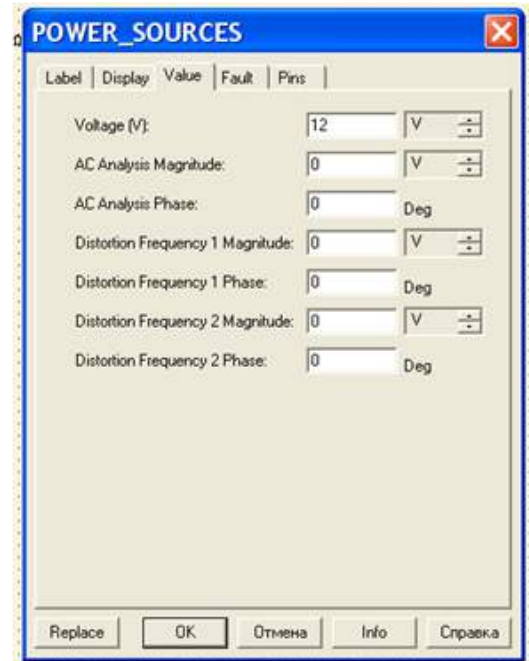 POWER_SOURCES
Label Display Value Fault Pins
Voltage (V): 12 V
AC Analysis Magnitude: 0 V
AC Analysis Phase: 0 Deg
Distortion Frequency 1 Magnitude: 0 V
Distortion Frequency 1 Phase: 0 Deg
Distortion Frequency 2 Magnitude: 0 V
Distortion Frequency 2 Phase: 0 Deg
Replace OK Отмена Info Справка